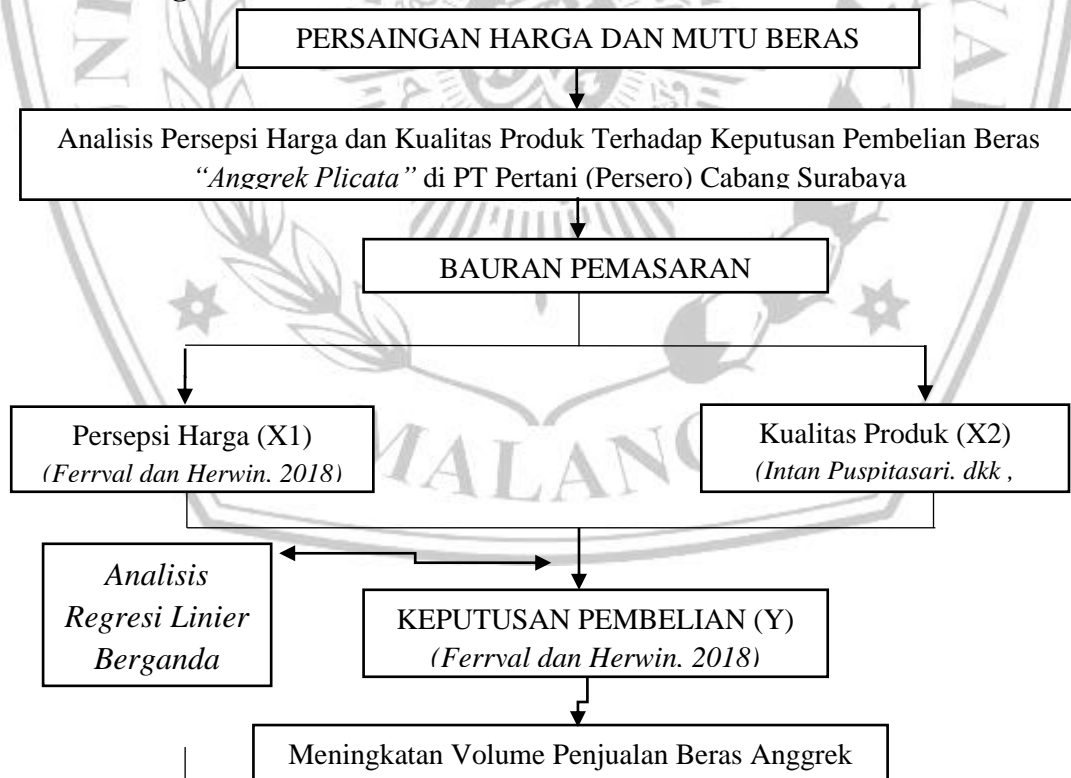 PERSAINGAN HARGA DAN MUTU BERAS
Analisis Persepsi Harga dan Kualitas Produk Terhadap Keputusan Pembelian Beras
“Anggrek Plicata” di PT Pertani (Persero) Cabang Surabaya
BAURAN PEMASARAN
Persepsi Harga (X1)
(Ferryal dan Herwin. 2018)
Kualitas Produk (X2)
(Intan Puspitasari. dkk ,
MALANG
Analisis
Regresi Linier
Berganda
KEPUTUSAN PEMBELIAN (Y)
(Ferryal dan Herwin. 2018)
Meningkatan Volume Penjualan Beras Anggrek